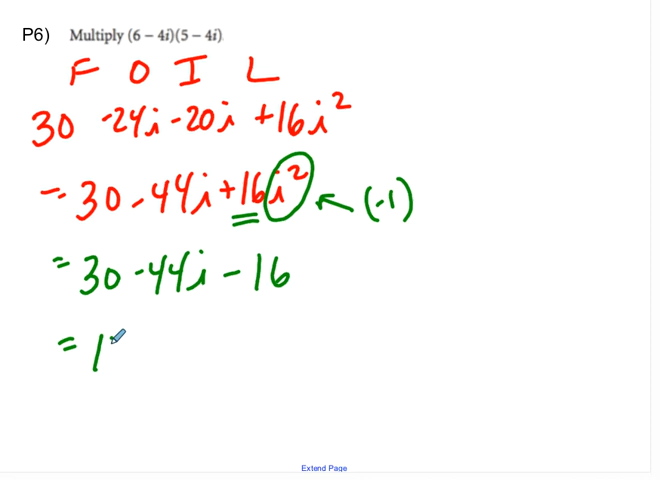 P6) Multiply (6 – 4i)(5 – 4i)
F O I L
30 -24i -20i +16i²
= 30 - 44i + 16i² ← (-1)
= 30 - 44i - 16
= 1
Extend Page